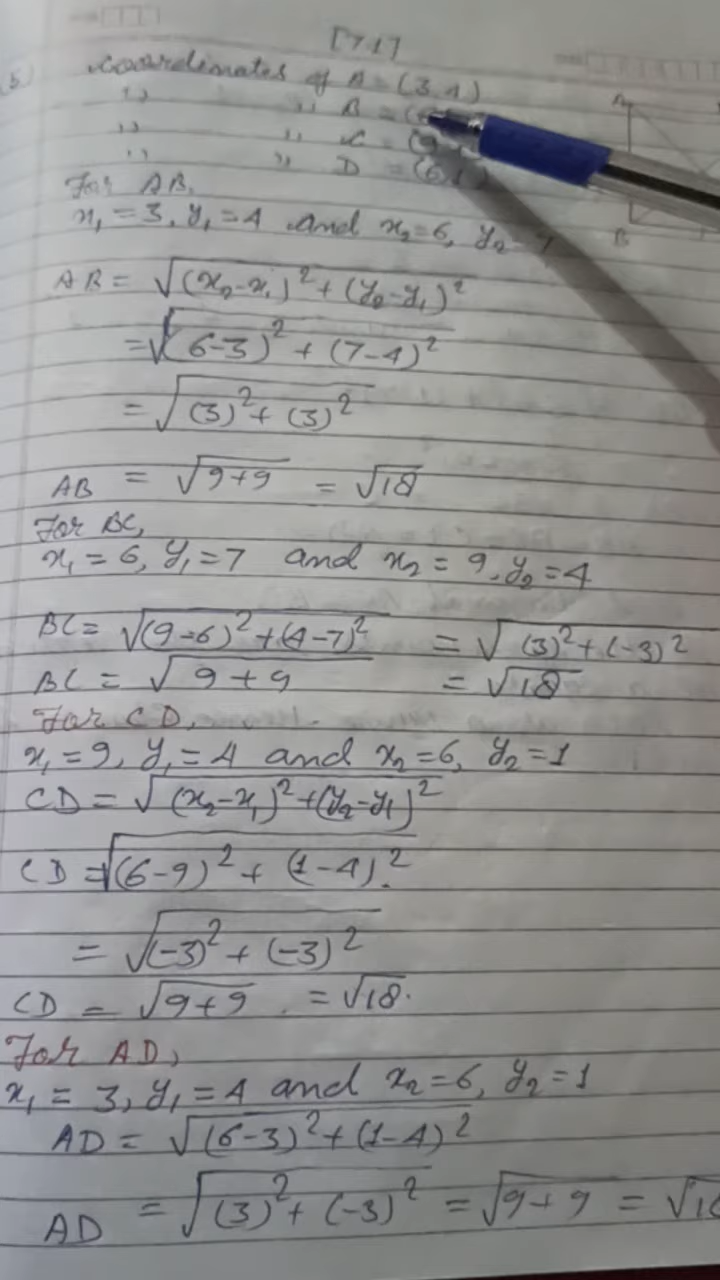 [7.1]
5) Coordinates of A = (3,4)
,, ,, B = (
,, ,, C = (9,
,, ,, D = (6,1)
A
B
For AB,
x₁ = 3, y₁ = 4 and x₂ = 6, y₂ = 7
AB = √(x₂-x₁)² + (y₂-y₁)²
= √(6-3)² + (7-4)²
= √(3)² + (3)²
AB = √9+9 = √18
For BC,
x₁ = 6, y₁ = 7 and x₂ = 9, y₂ = 4
BC = √(9-6)² + (4-7)² = √(3)² + (-3)²
BC = √9+9 = √18
For CD,
x₁ = 9, y₁ = 4 and x₂ = 6, y₂ = 1
CD = √(x₂-x₁)² + (y₂-y₁)²
CD = √(6-9)² + (1-4)²
= √(-3)² + (-3)²
CD = √9+9 = √18.
For AD,
x₁ = 3, y₁ = 4 and x₂ = 6, y₂ = 1
AD = √(6-3)² + (1-4)²
AD = √(3)² + (-3)² = √9+9 = √18